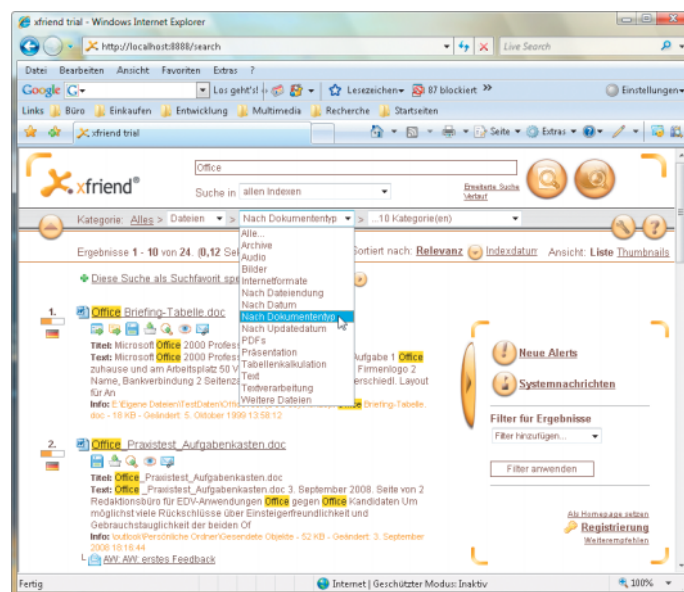 xfriend trial - Windows Internet Explorer
http://localhost:8888/search
Live Search
Datei Bearbeiten Ansicht Favoriten Extras ?
Google G Los geht's! Lesezeichen 87 blockiert Einstellungen
Links Büro Einkaufen Entwicklung Multimedia Recherche Startseiten
xfriend trial Seite Extras
xfriend®
Office
Suche in allen Indexen
Erweiterte Suche
Verlauf
Kategorie: Alles > Dateien > Nach Dokumententyp > ...10 Kategorie(en)
Ergebnisse 1 - 10 von 24. (0,12 Se
Sortiert nach: Relevanz Indexdatum Ansicht: Liste Thumbnails
Diese Suche als Suchfavorit spe
Alle...
Archive
Audio
Bilder
Internetformate
Nach Dateiendung
Nach Datum
Nach Dokumententyp
Nach Updatedatum
PDFs
Präsentation
Tabellenkalkulation
Text
Textverarbeitung
Weitere Dateien
1. Office Briefing-Tabelle.doc
Titel: Microsoft Office 2000 Profess
Text: Microsoft Office 2000 Profess Aufgabe 1 Office
zuhause und am Arbeitsplatz 50 V Firmenlogo 2
Name, Bankverbindung 2 Seitenza erschiedl. Layout
für An
Info: E:\Eigene Dateien\TestDaten\Offic Office Briefing-Tabelle.
doc - 16 KB - Geändert: 5. Oktober 1999 13:58:12
2. Office_Praxistest_Aufgabenkasten.doc
Titel: Office_Praxistest_Aufgabenkasten.doc
Text: Office_Praxistest_Aufgabenkasten.doc 3. September 2008. Seite von 2
Redaktionsbüro für EDV-Anwendungen Office gegen Office Kandidaten Um
möglichst viele Rückschlüsse über Einsteigerfreundlichkeit und
Gebrauchstauglichkeit der beiden Of
Info: \outlook\Persönliche Ordner\Gesendete Objekte - 52 KB - Geändert: 3. September
2008 18:16:44
AW: AW: erstes Feedback
Neue Alerts
Systemnachrichten
Filter für Ergebnisse
Filter hinzufügen...
Filter anwenden
Als Homepage setzen
Registrierung
Weiterempfehlen
Fertig Internet | Geschützter Modus: Inaktiv 100%